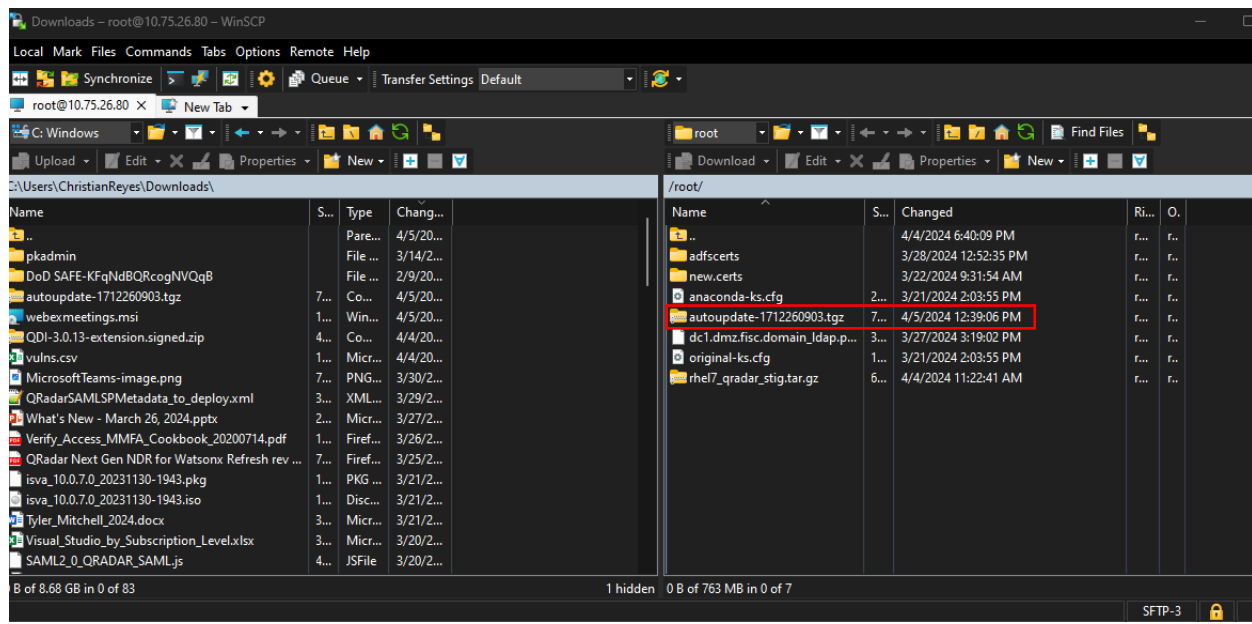 Downloads – root@10.75.26.80 – WinSCP
Local Mark Files Commands Tabs Options Remote Help
Synchronize Queue Transfer Settings Default
root@10.75.26.80 × New Tab
C: Windows
Upload Edit Properties New
C:\Users\ChristianReyes\Downloads\
Name S... Type Chang...
.. Pare... 4/5/20...
pkadmin File ... 3/14/2...
DoD SAFE-KFqNdBQRcogNVQqB File ... 2/9/20...
autoupdate-1712260903.tgz 7... Co... 4/5/20...
webexmeetings.msi 1... Win... 4/5/20...
QDI-3.0.13-extension.signed.zip 4... Co... 4/4/20...
vulns.csv 1... Micr... 4/4/20...
MicrosoftTeams-image.png 7... PNG... 3/30/2...
QRadarSAMLSPMetadata_to_deploy.xml 3... XML... 3/29/2...
What's New - March 26, 2024.pptx 2... Micr... 3/27/2...
Verify_Access_MMFA_Cookbook_20200714.pdf 1... Firef... 3/26/2...
QRadar Next Gen NDR for Watsonx Refresh rev ... 7... Firef... 3/25/2...
isva_10.0.7.0_20231130-1943.pkg 1... PKG ... 3/21/2...
isva_10.0.7.0_20231130-1943.iso 1... Disc... 3/21/2...
Tyler_Mitchell_2024.docx 3... Micr... 3/21/2...
Visual_Studio_by_Subscription_Level.xlsx 3... Micr... 3/20/2...
SAML2_0_QRADAR_SAML.js 4... JSFile 3/20/2...
B of 8.68 GB in 0 of 83 1 hidden
root Find Files
Download Edit Properties New
/root/
Name S... Changed Ri... O.
.. 4/4/2024 6:40:09 PM r... r..
adfscerts 3/28/2024 12:52:35 PM r... r..
new.certs 3/22/2024 9:31:54 AM r... r..
anaconda-ks.cfg 2... 3/21/2024 2:03:55 PM r... r..
autoupdate-1712260903.tgz 7... 4/5/2024 12:39:06 PM r... r..
dc1.dmz.fisc.domain_ldap.p... 3... 3/27/2024 3:19:02 PM r... r..
original-ks.cfg 1... 3/21/2024 2:03:55 PM r... r..
rhel7_qradar_stig.tar.gz 6... 4/4/2024 11:22:41 AM r... r..
0 B of 763 MB in 0 of 7
SFTP-3